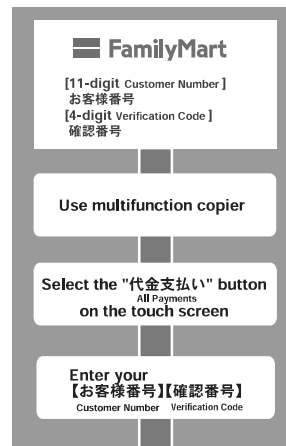 FamilyMart
[11-digit Customer Number]
お客様番号
[4-digit Verification Code]
確認番号
Use multifunction copier
Select the "代金支払い" button
All Payments
on the touch screen
Enter your
【お客様番号】【確認番号】
Customer Number Verification Code